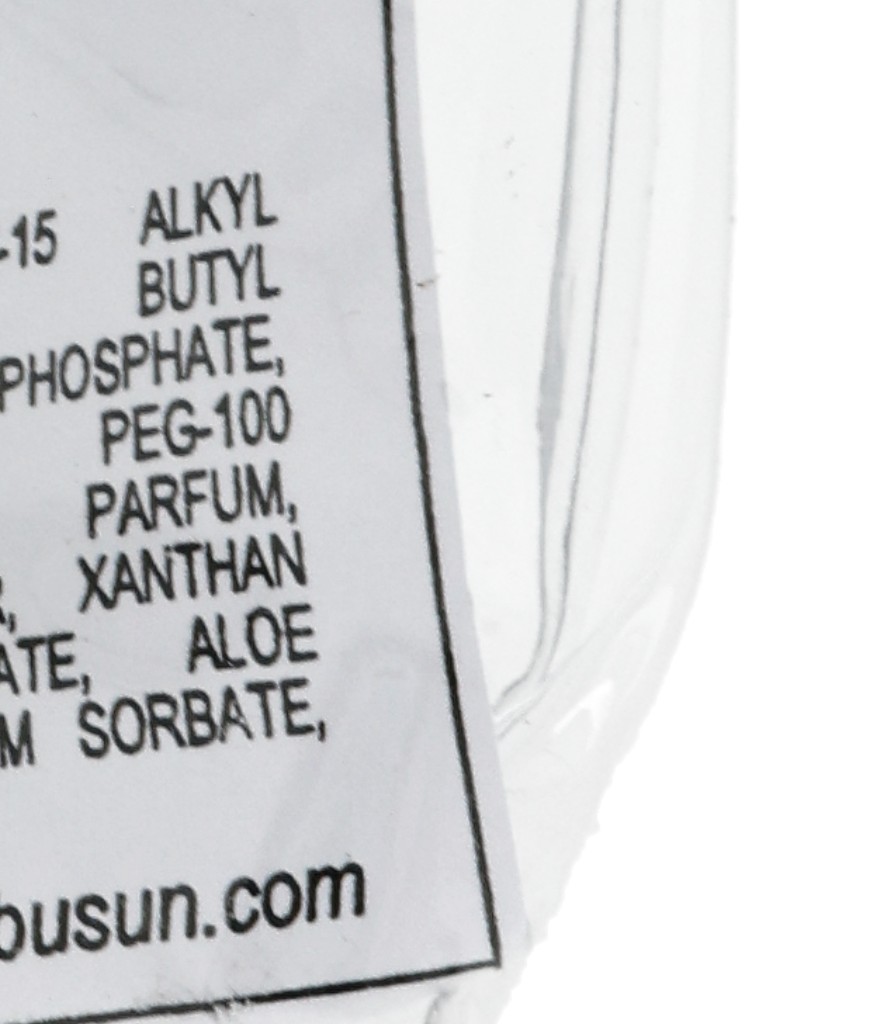 -15 ALKYL
BUTYL
PHOSPHATE,
PEG-100
PARFUM,
XANTHAN
ATE, ALOE
M SORBATE,
busun.com